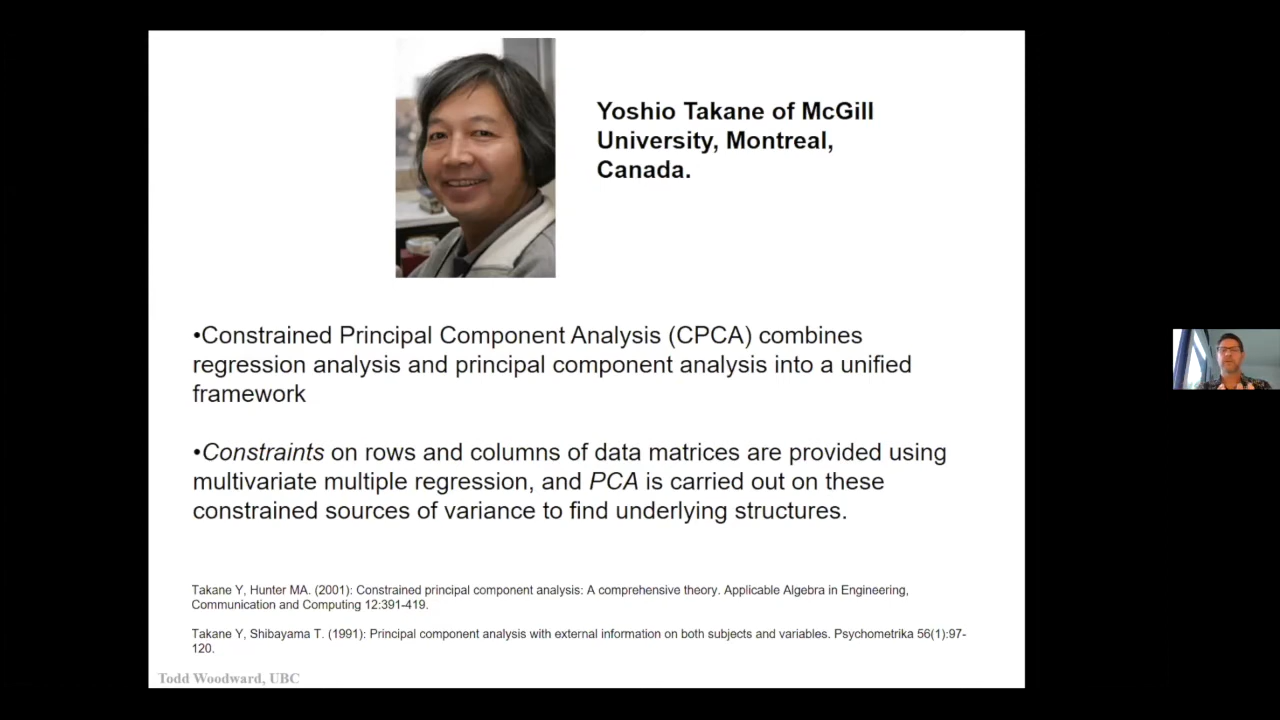 Yoshio Takane of McGill
University, Montreal,
Canada.
•Constrained Principal Component Analysis (CPCA) combines
regression analysis and principal component analysis into a unified
framework
•Constraints on rows and columns of data matrices are provided using
multivariate multiple regression, and PCA is carried out on these
constrained sources of variance to find underlying structures.
Takane Y, Hunter MA. (2001): Constrained principal component analysis: A comprehensive theory. Applicable Algebra in Engineering,
Communication and Computing 12:391-419.
Takane Y, Shibayama T. (1991): Principal component analysis with external information on both subjects and variables. Psychometrika 56(1):97-
120.
Todd Woodward, UBC